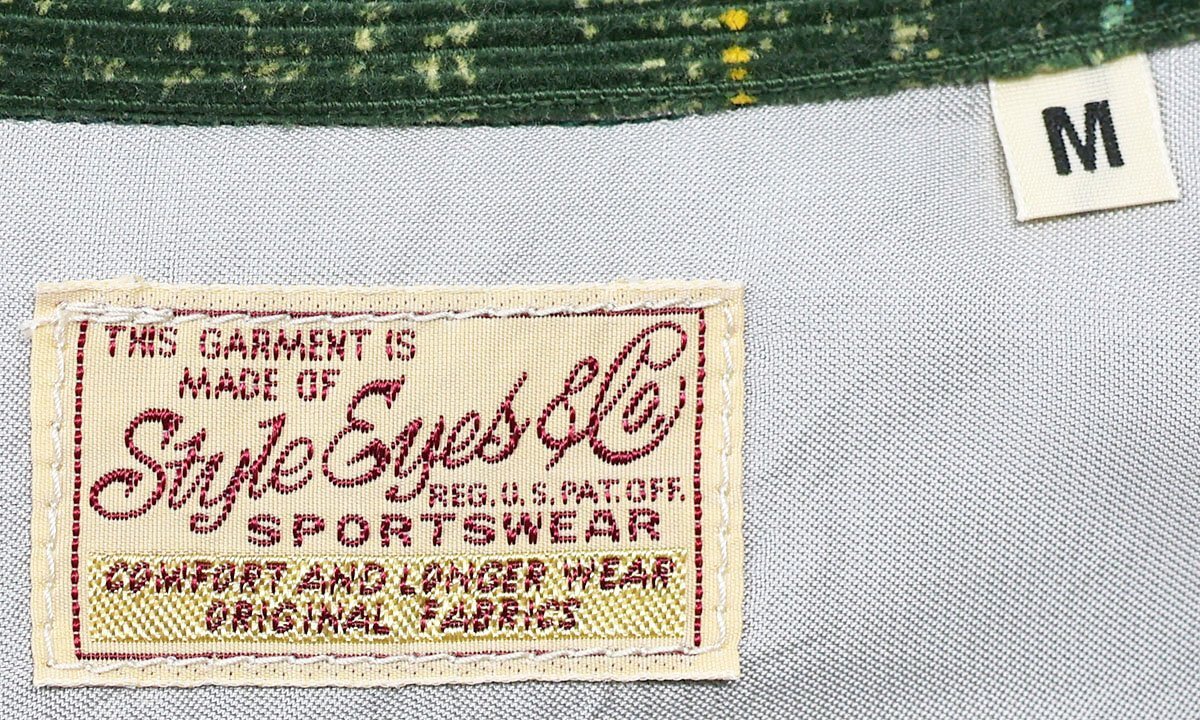 M
THIS GARMENT IS
MADE OF
Style Eyes & Co
REG. U.S. PAT. OFF.
SPORTSWEAR
COMFORT AND LONGER WEAR
ORIGINAL FABRICS